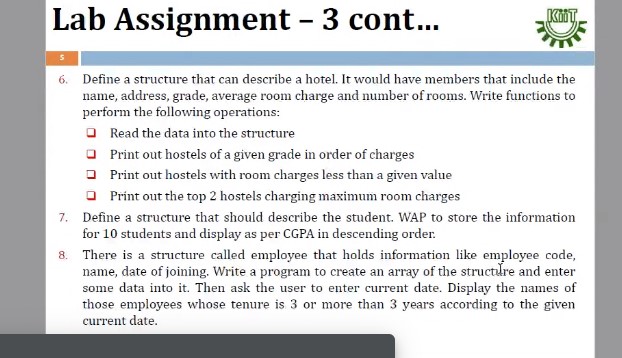 Lab Assignment – 3 cont...
KIIT
5
6. Define a structure that can describe a hotel. It would have members that include the
name, address, grade, average room charge and number of rooms. Write functions to
perform the following operations:
❑ Read the data into the structure
❑ Print out hostels of a given grade in order of charges
❑ Print out hostels with room charges less than a given value
❑ Print out the top 2 hostels charging maximum room charges
7. Define a structure that should describe the student. WAP to store the information
for 10 students and display as per CGPA in descending order.
8. There is a structure called employee that holds information like employee code,
name, date of joining. Write a program to create an array of the structure and enter
some data into it. Then ask the user to enter current date. Display the names of
those employees whose tenure is 3 or more than 3 years according to the given
current date.